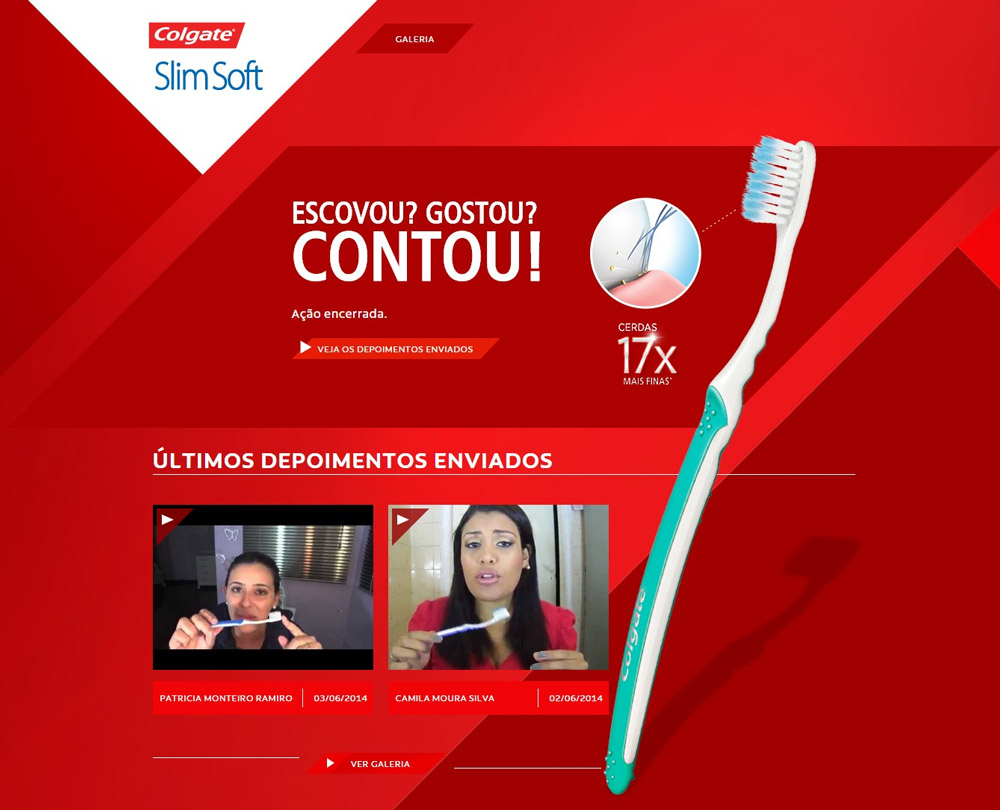 Colgate®
Slim Soft
GALERIA
ESCOVOU? GOSTOU?
CONTOU!
Ação encerrada.
VEJA OS DEPOIMENTOS ENVIADOS
CERDAS
17x
MAIS FINAS*
ÚLTIMOS DEPOIMENTOS ENVIADOS
PATRICIA MONTEIRO RAMIRO 03/06/2014
CAMILA MOURA SILVA 02/06/2014
Colgate
VER GALERIA